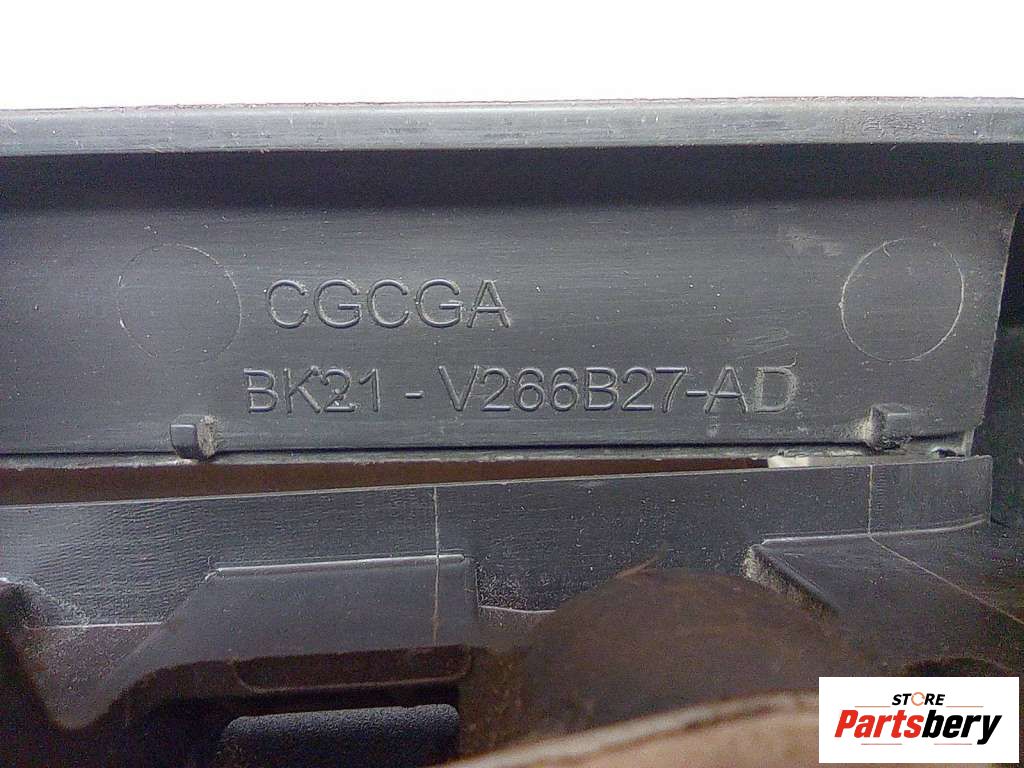 CGCGA
BK21 - V266B27-AD
STORE
Partsbery